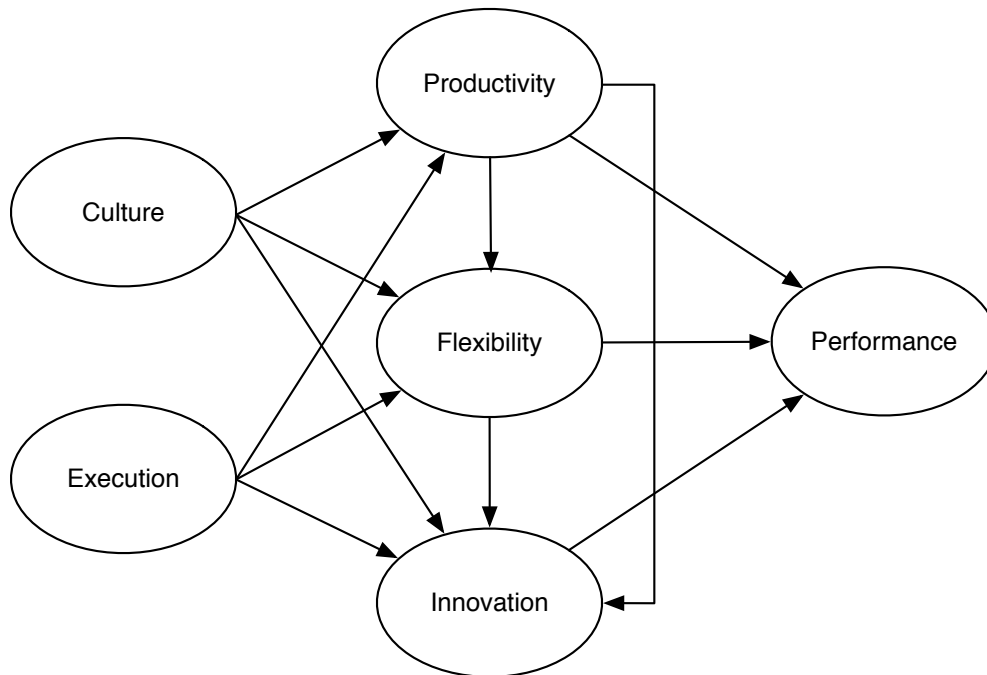 Productivity
Culture
Flexibility
Performance
Execution
Innovation